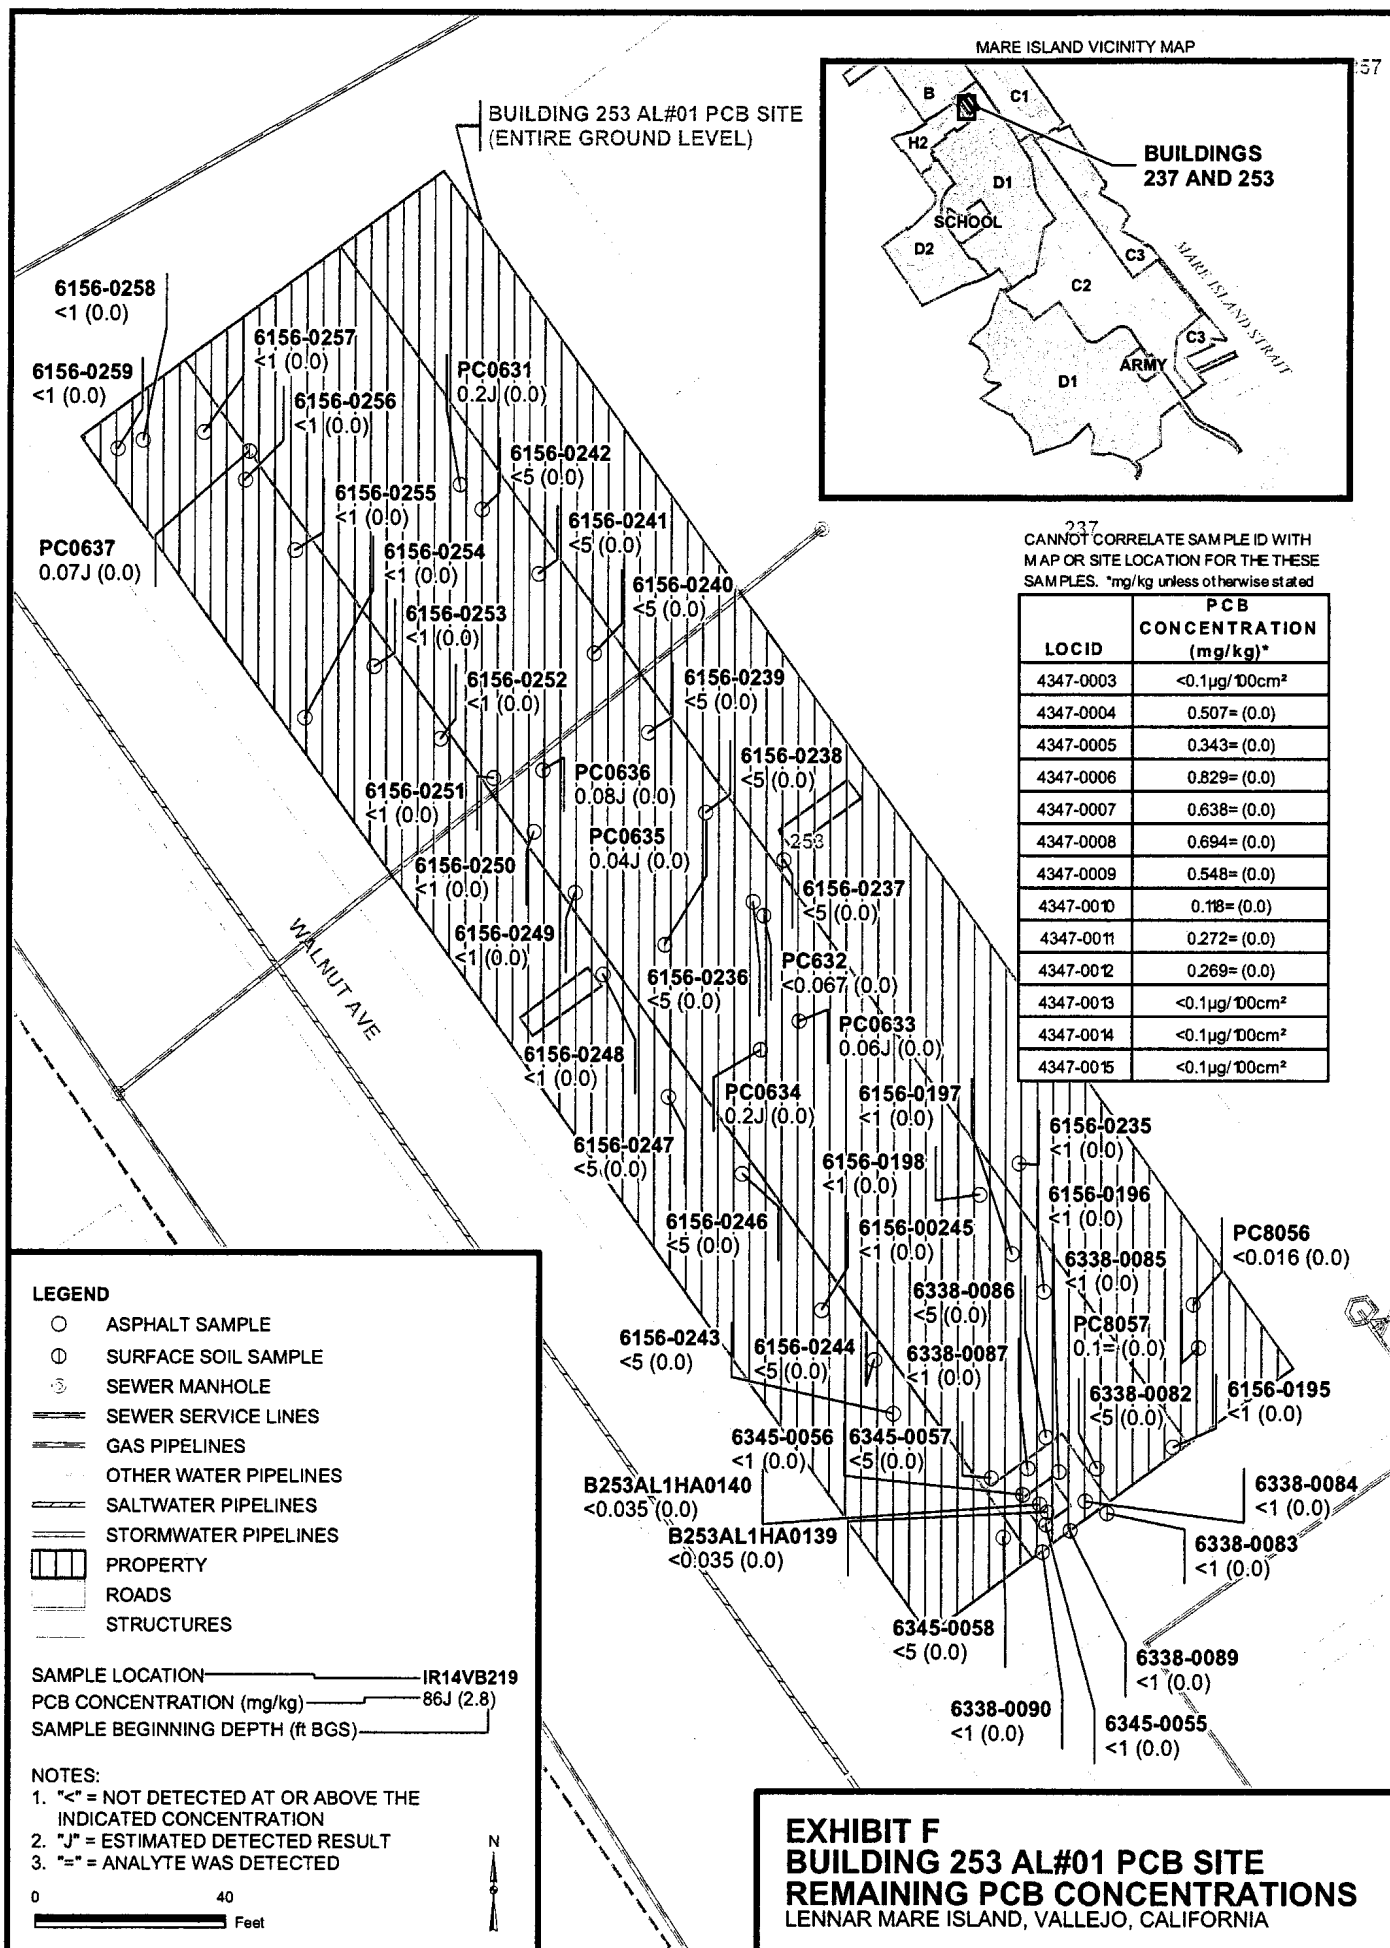 MARE ISLAND VICINITY MAP
257
BUILDING 253 AL#01 PCB SITE
(ENTIRE GROUND LEVEL)
B
C1
H2
BUILDINGS
237 AND 253
D1
SCHOOL
D2
C3
C2
MARE ISLAND STRAIT
C3
ARMY
D1
6156-0258
<1 (0.0)
6156-0257
<1 (0.0)
6156-0259
<1 (0.0)
6156-0256
<1 (0.0)
PC0631
0.2J (0.0)
6156-0242
<5 (0.0)
6156-0255
<1 (0.0)
6156-0241
<5 (0.0)
PC0637
0.07J (0.0)
6156-0254
<1 (0.0)
6156-0240
<5 (0.0)
6156-0253
<1 (0.0)
6156-0252
<1 (0.0)
6156-0239
<5 (0.0)
6156-0238
<5 (0.0)
6156-0251
<1 (0.0)
PC0636
0.08J (0.0)
PC0635
0.04J (0.0)
253
6156-0250
<1 (0.0)
6156-0237
<5 (0.0)
6156-0249
<1 (0.0)
WALNUT AVE
6156-0236
<5 (0.0)
PC632
<0.067 (0.0)
PC0633
0.06J (0.0)
6156-0248
<1 (0.0)
PC0634
0.2J (0.0)
6156-0197
<1 (0.0)
6156-0235
<1 (0.0)
6156-0247
<5 (0.0)
6156-0198
<1 (0.0)
6156-0196
<1 (0.0)
6156-0246
<5 (0.0)
6156-00245
<1 (0.0)
PC8056
<0.016 (0.0)
6338-0085
<1 (0.0)
6338-0086
<5 (0.0)
PC8057
0.1= (0.0)
6156-0243
<5 (0.0)
6156-0244
<5 (0.0)
6338-0087
<1 (0.0)
6338-0082
<5 (0.0)
6156-0195
<1 (0.0)
6345-0056
<1 (0.0)
6345-0057
<5 (0.0)
B253AL1HA0140
<0.035 (0.0)
6338-0084
<1 (0.0)
B253AL1HA0139
<0.035 (0.0)
6338-0083
<1 (0.0)
6345-0058
<5 (0.0)
6338-0089
<1 (0.0)
6338-0090
<1 (0.0)
6345-0055
<1 (0.0)
237
CANNOT CORRELATE SAMPLE ID WITH
MAP OR SITE LOCATION FOR THE THESE
SAMPLES. *mg/kg unless otherwise stated
LOCID PCB CONCENTRATION (mg/kg)*
4347-0003 <0.1µg/100cm²
4347-0004 0.507= (0.0)
4347-0005 0.343= (0.0)
4347-0006 0.829= (0.0)
4347-0007 0.638= (0.0)
4347-0008 0.694= (0.0)
4347-0009 0.548= (0.0)
4347-0010 0.118= (0.0)
4347-0011 0.272= (0.0)
4347-0012 0.269= (0.0)
4347-0013 <0.1µg/100cm²
4347-0014 <0.1µg/100cm²
4347-0015 <0.1µg/100cm²
LEGEND
ASPHALT SAMPLE
SURFACE SOIL SAMPLE
SEWER MANHOLE
SEWER SERVICE LINES
GAS PIPELINES
OTHER WATER PIPELINES
SALTWATER PIPELINES
STORMWATER PIPELINES
PROPERTY
ROADS
STRUCTURES
SAMPLE LOCATION IR14VB219
PCB CONCENTRATION (mg/kg) 86J (2.8)
SAMPLE BEGINNING DEPTH (ft BGS)
NOTES:
1. "<" = NOT DETECTED AT OR ABOVE THE
INDICATED CONCENTRATION
2. "J" = ESTIMATED DETECTED RESULT
3. "=" = ANALYTE WAS DETECTED
N
0 40
Feet
EXHIBIT F
BUILDING 253 AL#01 PCB SITE
REMAINING PCB CONCENTRATIONS
LENNAR MARE ISLAND, VALLEJO, CALIFORNIA